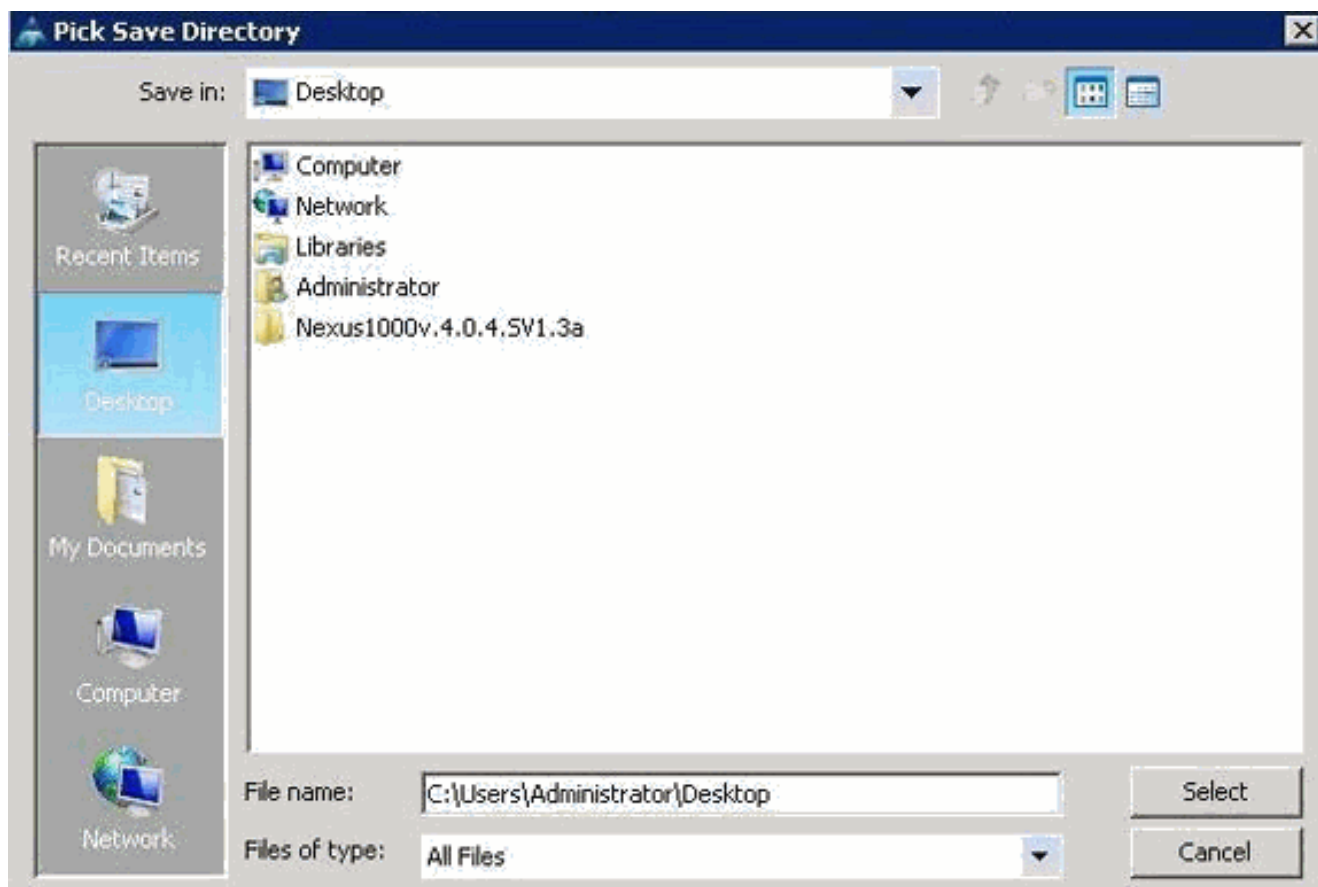 Pick Save Directory
Save in:
Desktop
Computer
Network
Libraries
Administrator
Nexus1000v.4.0.4.SV1.3a
Recent Items
Desktop
My Documents
Computer
Network
File name:
C:\Users\Administrator\Desktop
Select
Files of type:
All Files
Cancel